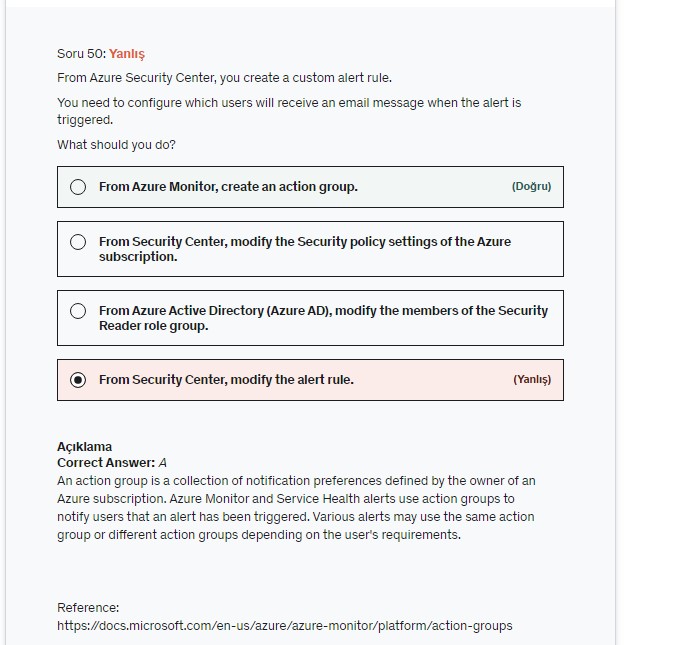 Soru 50: Yanlış
From Azure Security Center, you create a custom alert rule.
You need to configure which users will receive an email message when the alert is
triggered.
What should you do?
From Azure Monitor, create an action group. (Doğru)
From Security Center, modify the Security policy settings of the Azure
subscription.
From Azure Active Directory (Azure AD), modify the members of the Security
Reader role group.
From Security Center, modify the alert rule. (Yanlış)
Açıklama
Correct Answer: A
An action group is a collection of notification preferences defined by the owner of an
Azure subscription. Azure Monitor and Service Health alerts use action groups to
notify users that an alert has been triggered. Various alerts may use the same action
group or different action groups depending on the user's requirements.
Reference:
https://docs.microsoft.com/en-us/azure/azure-monitor/platform/action-groups